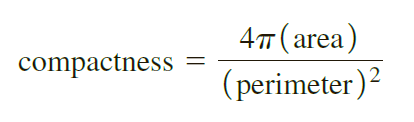 compactness = 4π(area) / (perimeter)²